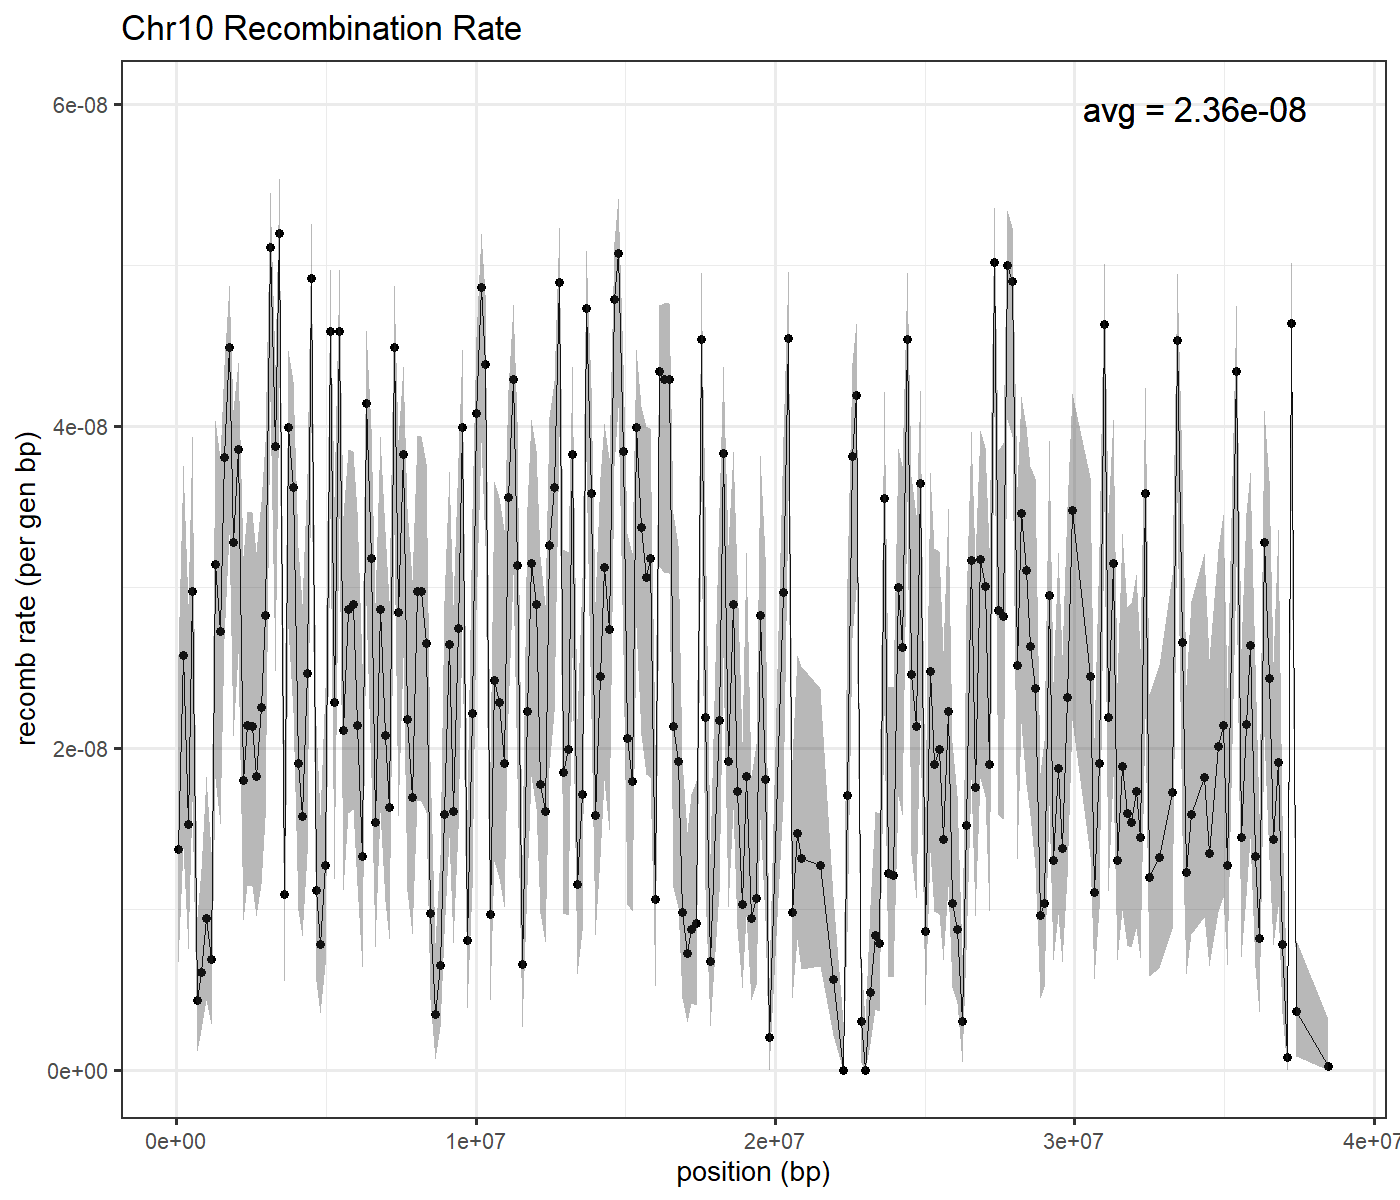 Chr10 Recombination Rate
avg = 2.36e-08
recomb rate (per gen bp)
6e-08
4e-08
2e-08
0e+00
0e+00 1e+07 2e+07 3e+07 4e+07
position (bp)